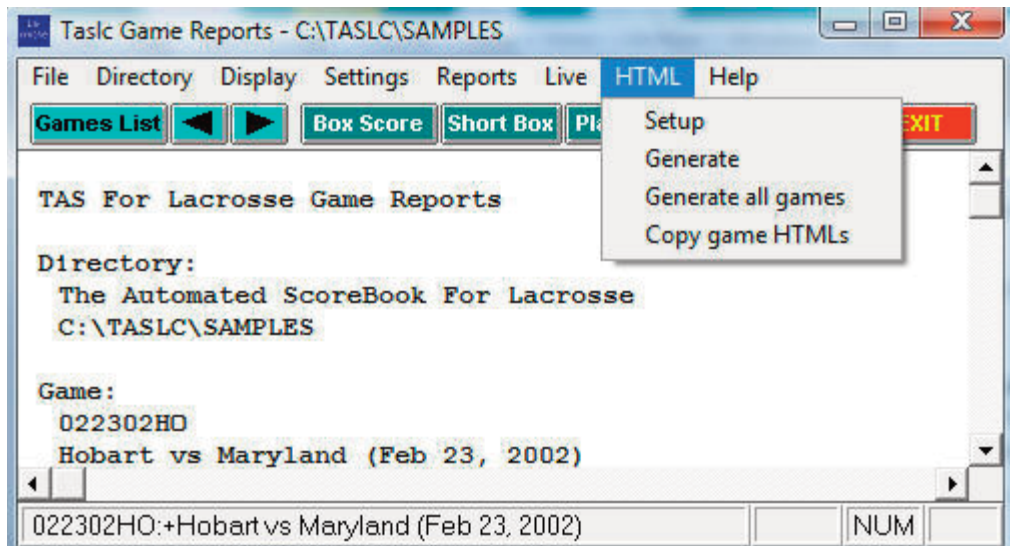 Taslc Game Reports - C:\TASLC\SAMPLES
File Directory Display Settings Reports Live HTML Help
Games List Box Score Short Box Pla EXIT
Setup
Generate
Generate all games
Copy game HTMLs
TAS For Lacrosse Game Reports
Directory:
The Automated ScoreBook For Lacrosse
C:\TASLC\SAMPLES
Game:
022302HO
Hobart vs Maryland (Feb 23, 2002)
022302HO:+Hobart vs Maryland (Feb 23, 2002) NUM